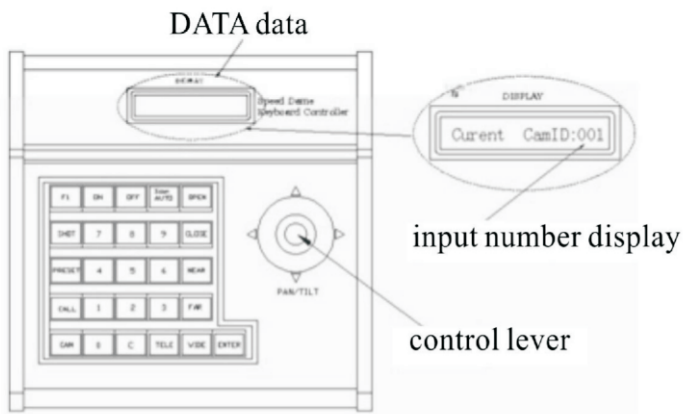 DATA data
DISPLAY
Speed Dome
Keyboard Controller
DISPLAY
Curent CamID:001
input number display
F1 ON OFF AUTO OPEN
SHOT 7 8 9 CLOSE
PRESET 4 5 6 NEAR
CALL 1 2 3 FAR
CAM 0 C TELE WIDE ENTER
PAN/TILT
control lever